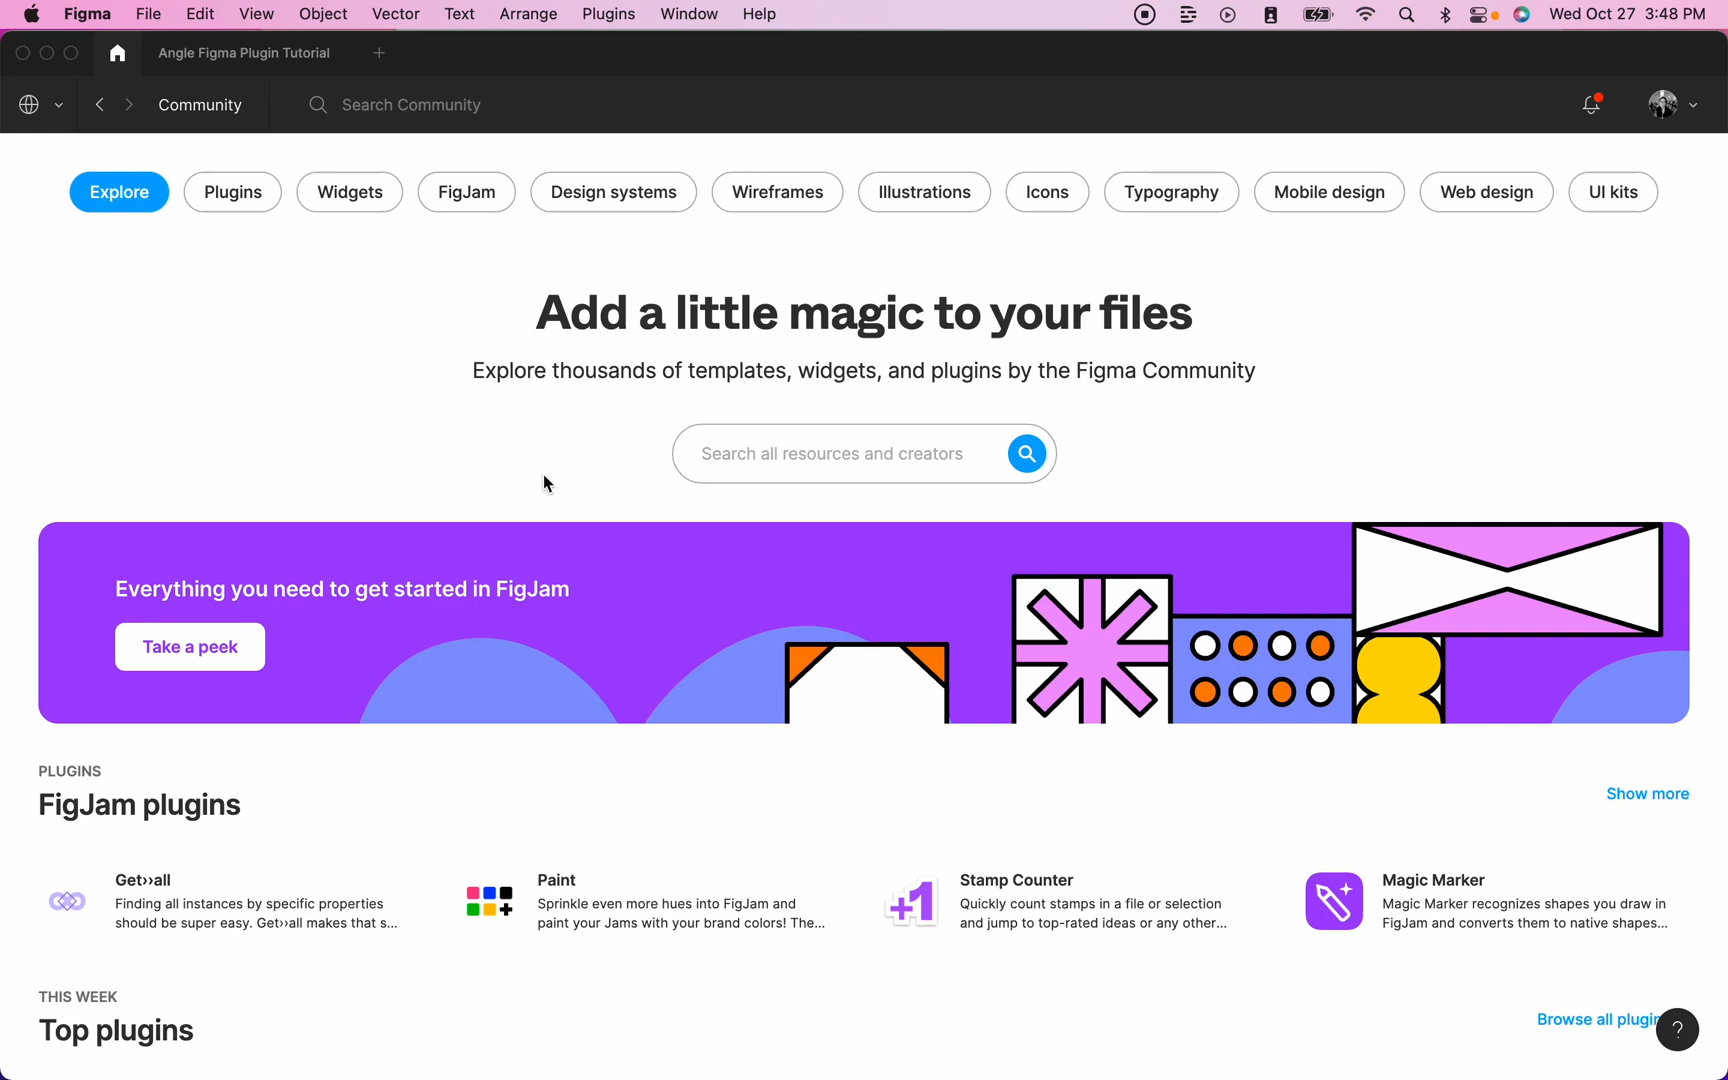 Figma File Edit View Object Vector Text Arrange Plugins Window Help Wed Oct 27 3:48 PM
Angle Figma Plugin Tutorial
Community Search Community
Explore Plugins Widgets FigJam Design systems Wireframes Illustrations Icons Typography Mobile design Web design UI kits
Add a little magic to your files
Explore thousands of templates, widgets, and plugins by the Figma Community
Search all resources and creators
Everything you need to get started in FigJam
Take a peek
PLUGINS
FigJam plugins
Show more
Get››all
Finding all instances by specific properties
should be super easy. Get››all makes that s...
Paint
Sprinkle even more hues into FigJam and
paint your Jams with your brand colors! The...
+1
Stamp Counter
Quickly count stamps in a file or selection
and jump to top-rated ideas or any other...
Magic Marker
Magic Marker recognizes shapes you draw in
FigJam and converts them to native shapes...
THIS WEEK
Top plugins
Browse all plugin
?